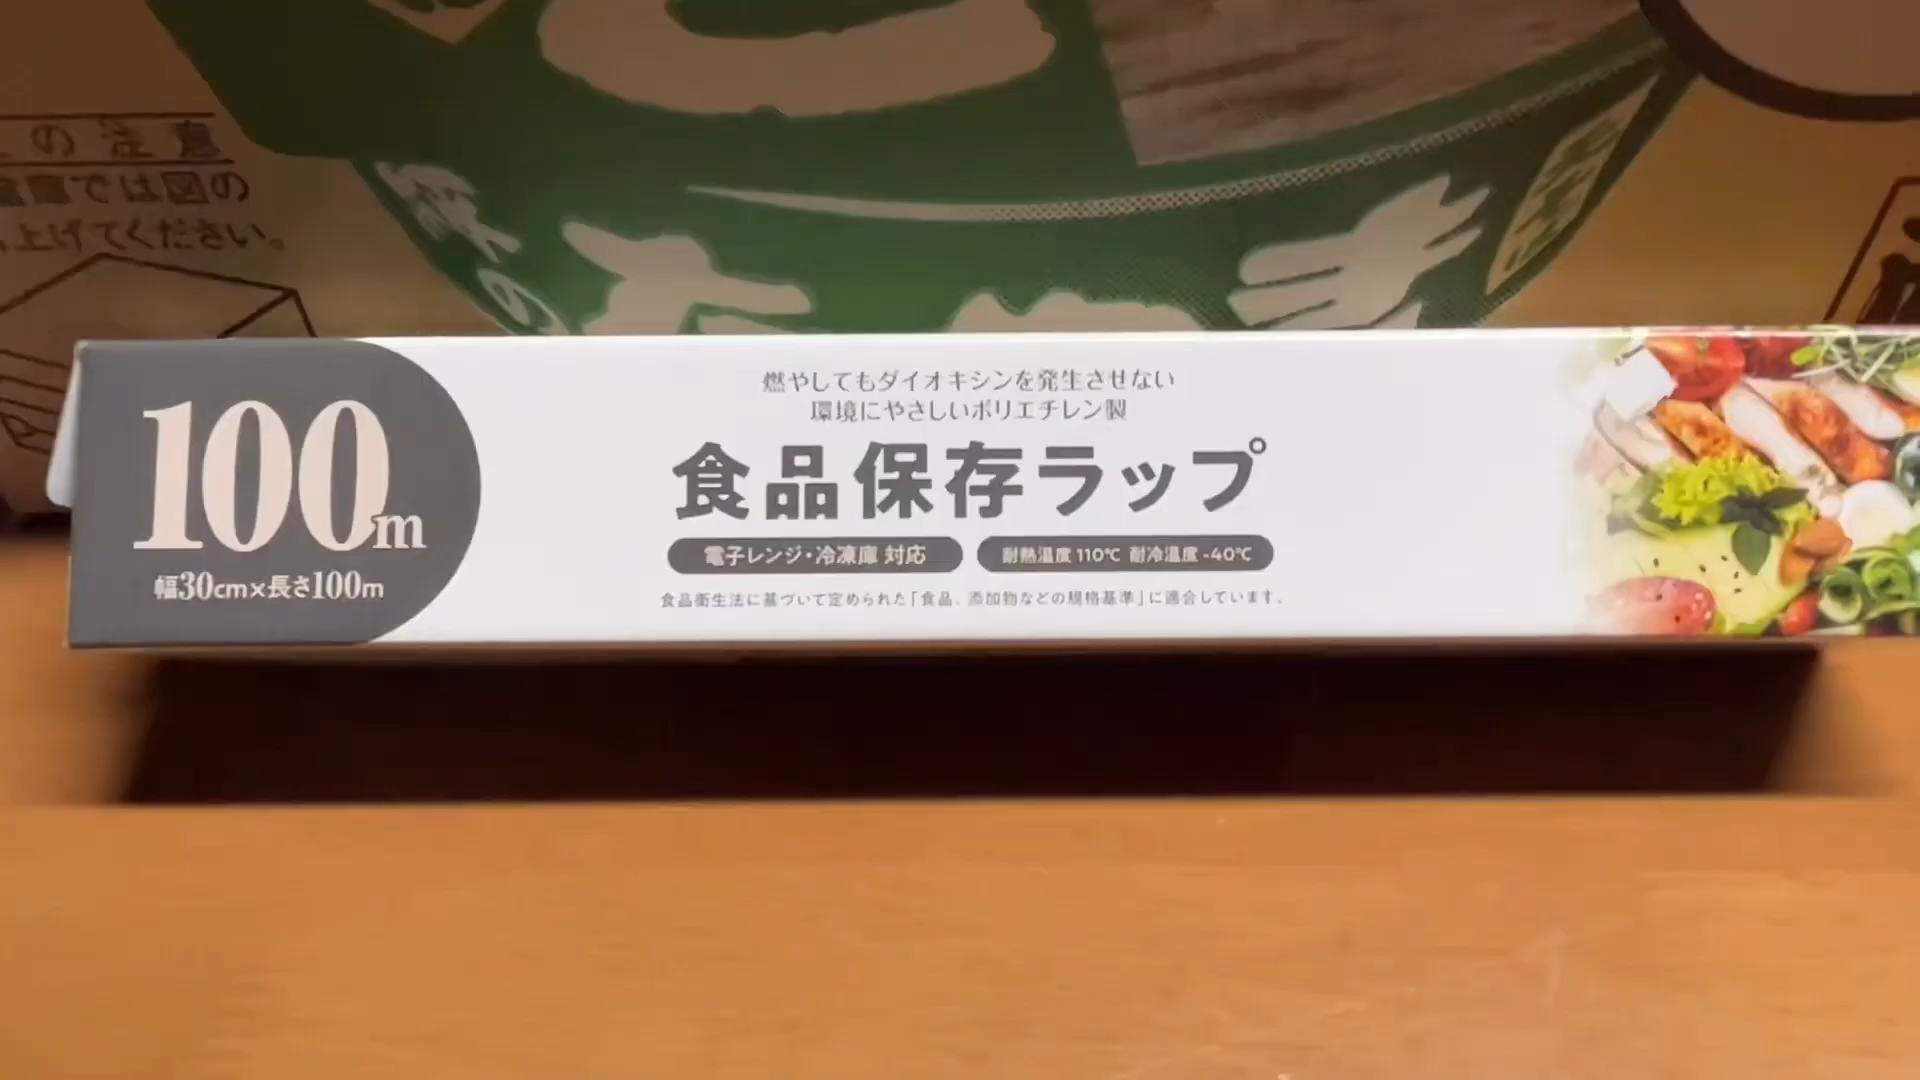 の注意
倉庫では図の
上げてください。
100m
幅30cm×長さ100m
燃やしてもダイオキシンを発生させない
環境にやさしいポリエチレン製
食品保存ラップ
電子レンジ・冷凍庫 対応
耐熱温度 110℃ 耐冷温度 -40℃
食品衛生法に基づいて定められた「食品、添加物などの規格基準」に適合しています。